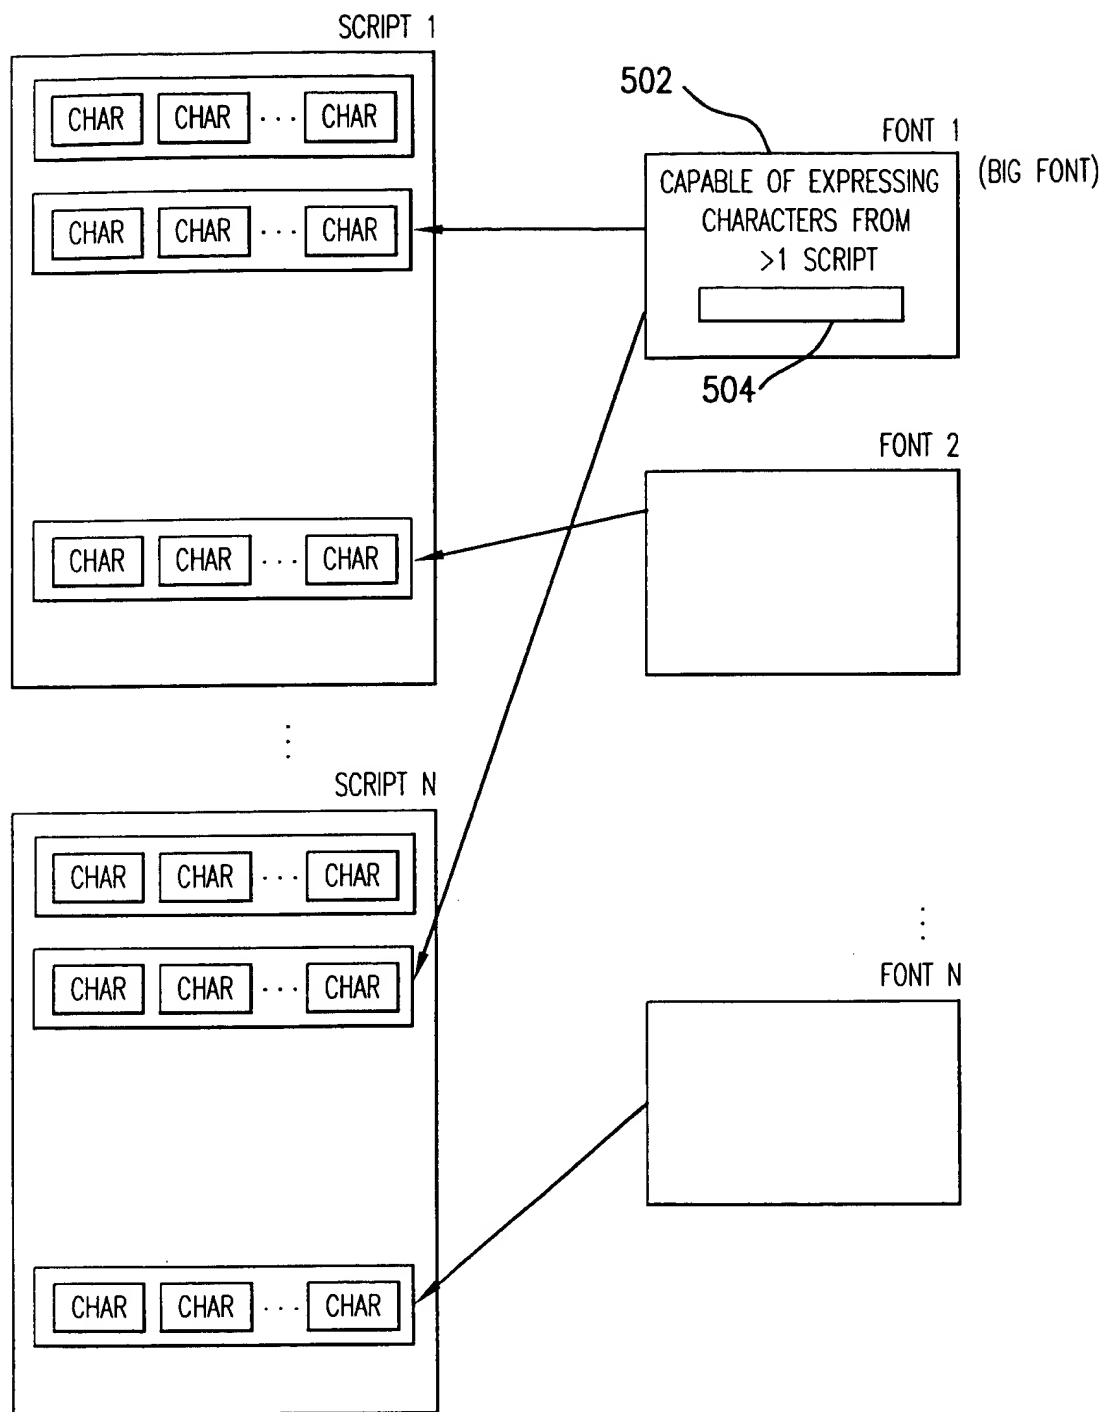 SCRIPT 1
CHAR CHAR ... CHAR
CHAR CHAR ... CHAR
CHAR CHAR ... CHAR
502
FONT 1
(BIG FONT)
CAPABLE OF EXPRESSING
CHARACTERS FROM
>1 SCRIPT
504
FONT 2
SCRIPT N
CHAR CHAR ... CHAR
CHAR CHAR ... CHAR
CHAR CHAR ... CHAR
FONT N